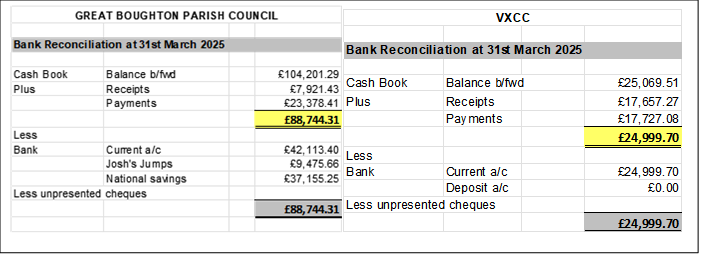 GREAT BOUGHTON PARISH COUNCIL
Bank Reconciliation at 31st March 2025
Cash Book Balance b/fwd £104,201.29
Plus Receipts £7,921.43
Payments £23,378.41
£88,744.31
Less
Bank Current a/c £42,113.40
Josh's Jumps £9,475.66
National savings £37,155.25
Less unpresented cheques
£88,744.31
VXCC
Bank Reconciliation at 31st March 2025
Cash Book Balance b/fwd £25,069.51
Plus Receipts £17,657.27
Payments £17,727.08
£24,999.70
Less
Bank Current a/c £24,999.70
Deposit a/c £0.00
Less unpresented cheques
£24,999.70